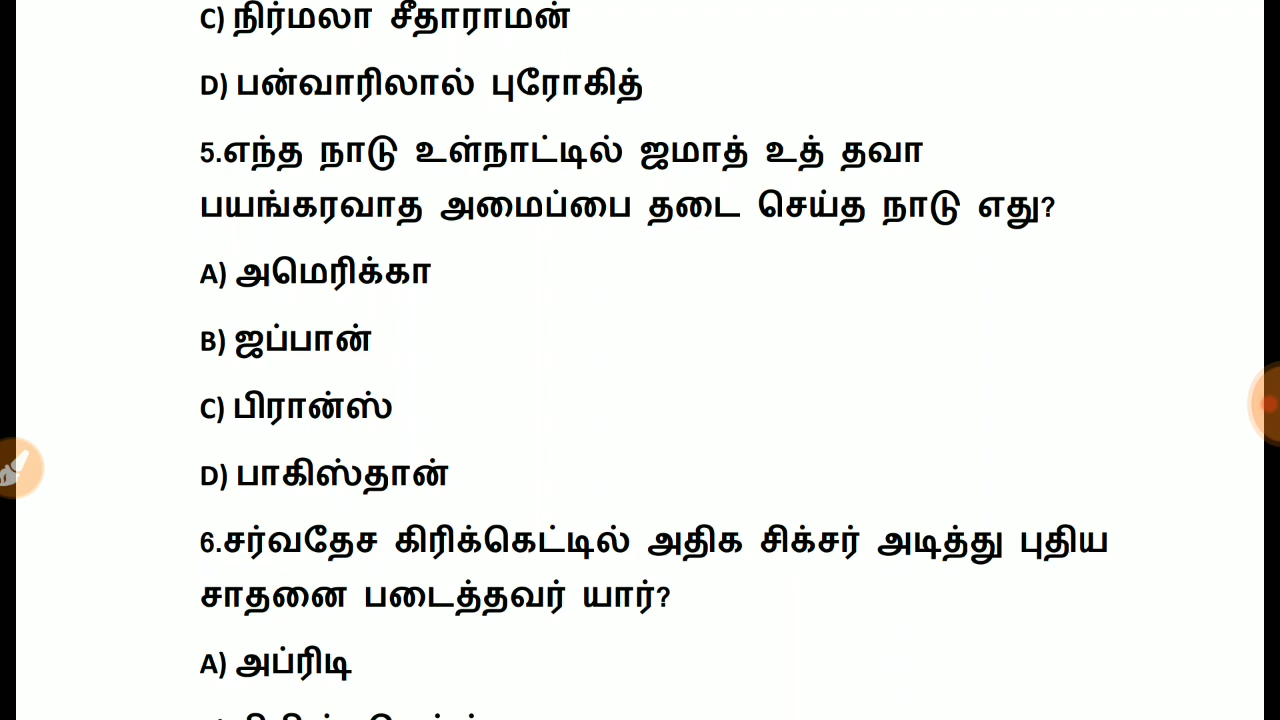 C) நிர்மலா சீதாராமன்
D) பன்வாரிலால் புரோகித்
5.எந்த நாடு உள்நாட்டில் ஜமாத் உத் தவா
பயங்கரவாத அமைப்பை தடை செய்த நாடு எது?
A) அமெரிக்கா
B) ஜப்பான்
C) பிரான்ஸ்
D) பாகிஸ்தான்
6.சர்வதேச கிரிக்கெட்டில் அதிக சிக்சர் அடித்து புதிய
சாதனை படைத்தவர் யார்?
A) அப்ரிடி